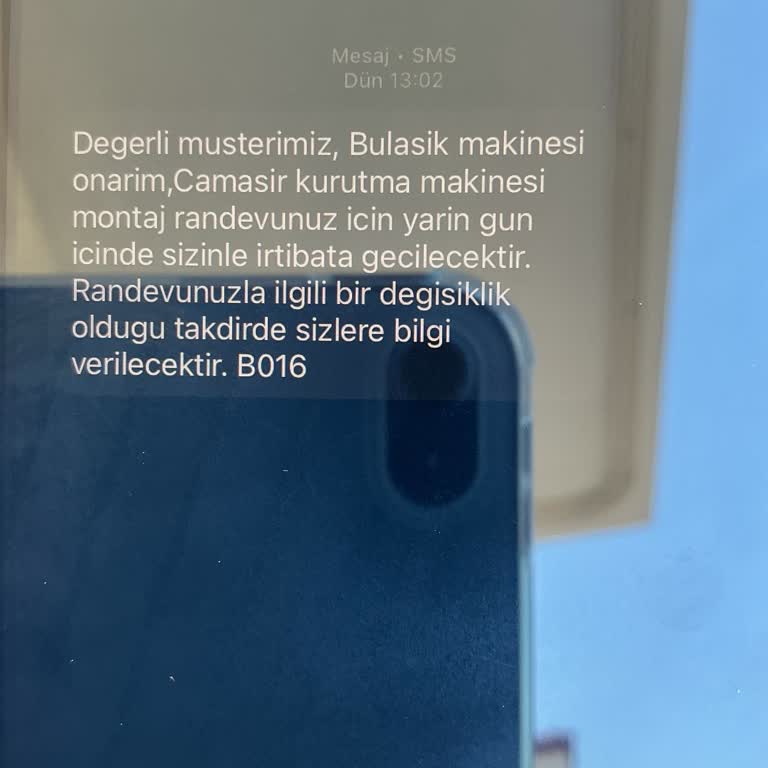 Mesaj • SMS
Dün 13:02
Degerli musterimiz, Bulasik makinesi
onarim,Camasir kurutma makinesi
montaj randevunuz icin yarin gun
icinde sizinle irtibata gecilecektir.
Randevunuzla ilgili bir degisiklik
oldugu takdirde sizlere bilgi
verilecektir. B016